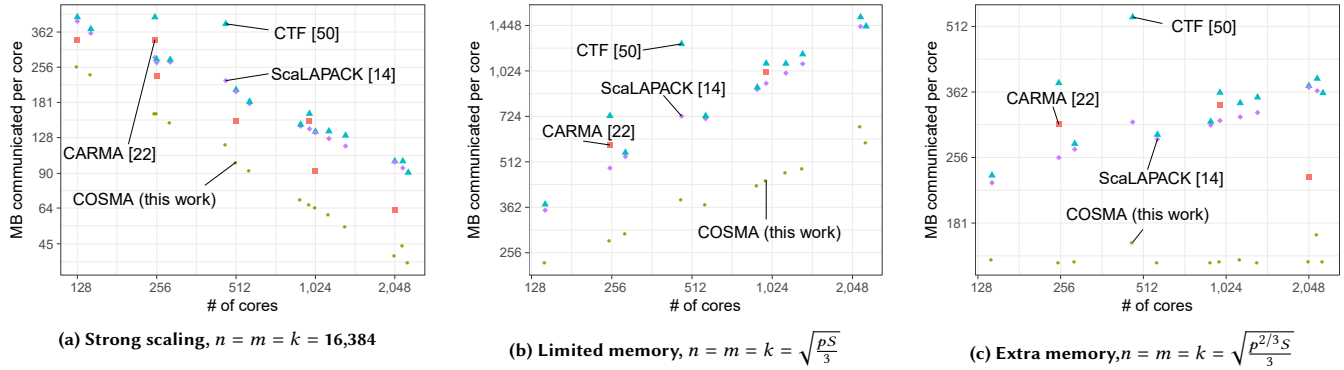 MB communicated per core
362
256
181
128
90
64
45
CTF [50]
ScaLAPACK [14]
CARMA [22]
COSMA (this work)
128 256 512 1,024 2,048
# of cores
(a) Strong scaling, n = m = k = 16,384
MB communicated per core
1,448
1,024
724
512
362
256
CTF [50]
ScaLAPACK [14]
CARMA [22]
COSMA (this work)
128 256 512 1,024 2,048
# of cores
(b) Limited memory, n = m = k = √(pS/3)
MB communicated per core
512
362
256
181
CTF [50]
CARMA [22]
ScaLAPACK [14]
COSMA (this work)
128 256 512 1,024 2,048
# of cores
(c) Extra memory,n = m = k = √(p^{2/3}S/3)